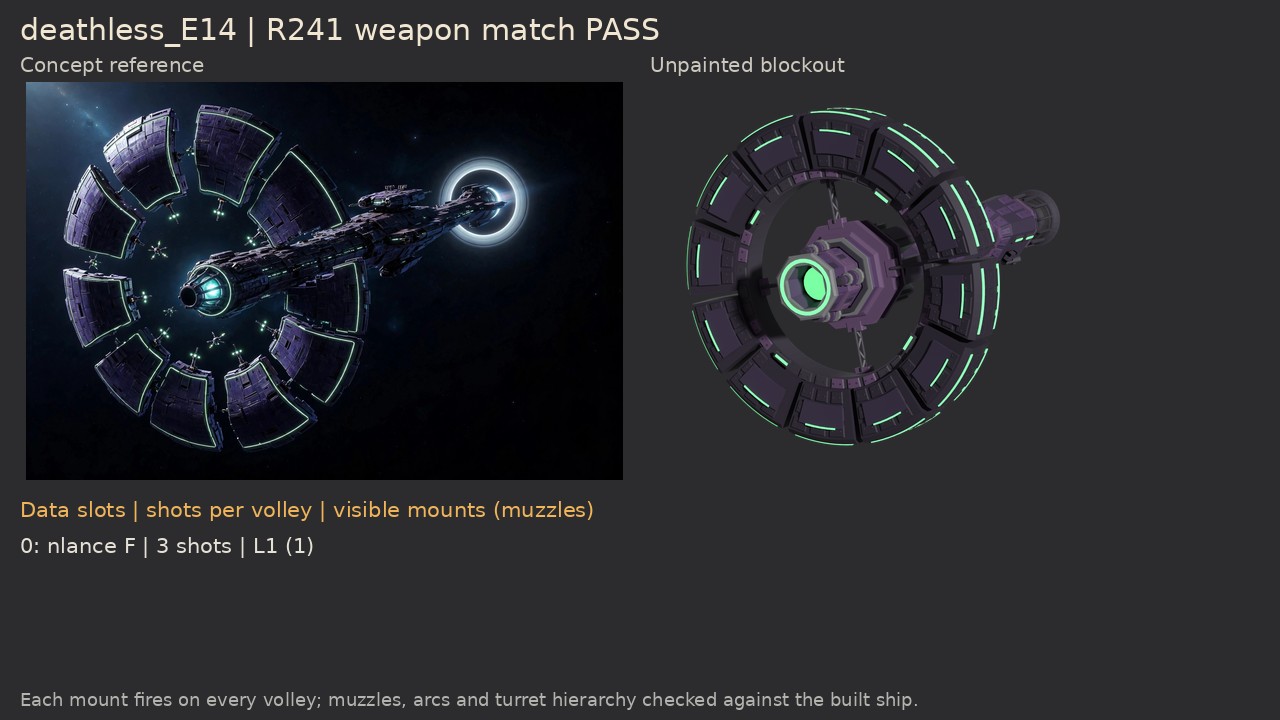 deathless_E14 | R241 weapon match PASS
Concept reference
Unpainted blockout
Data slots | shots per volley | visible mounts (muzzles)
0: nlance F | 3 shots | L1 (1)
Each mount fires on every volley; muzzles, arcs and turret hierarchy checked against the built ship.